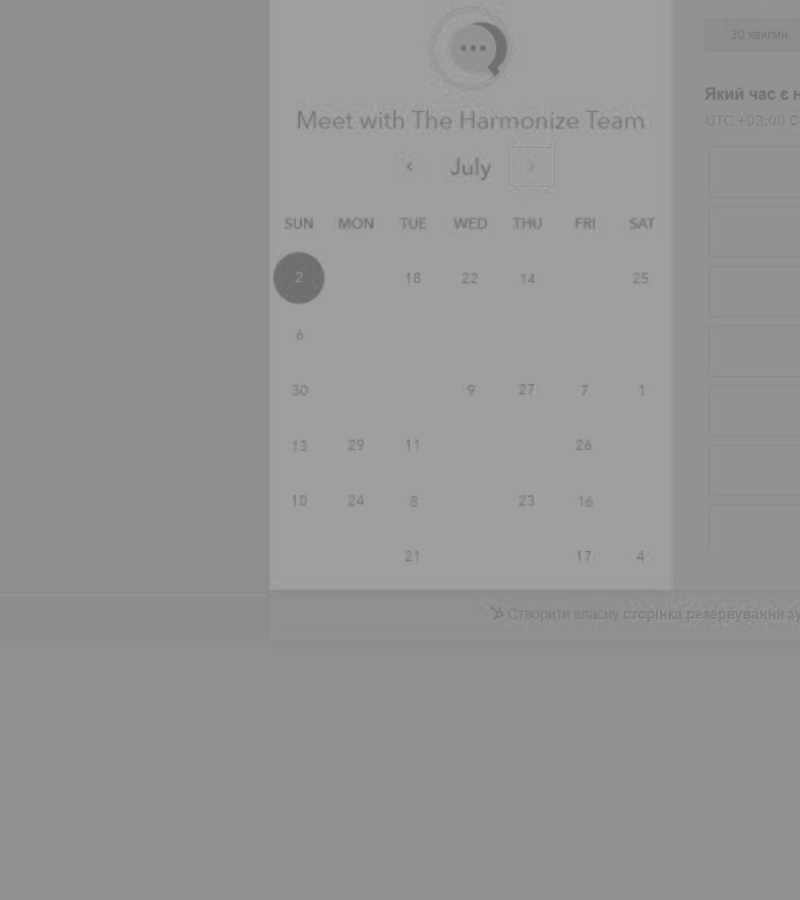 30 хвилин
Який час є
Meet with The Harmonize Team
UTC +03:00
July
SUN MON TUE WED THU FRI SAT
2 18 22 14 25
6
30 9 27 7 1
13 29 11 26
10 24 8 23 16
21 17 4
Створити власну сторінка резервування